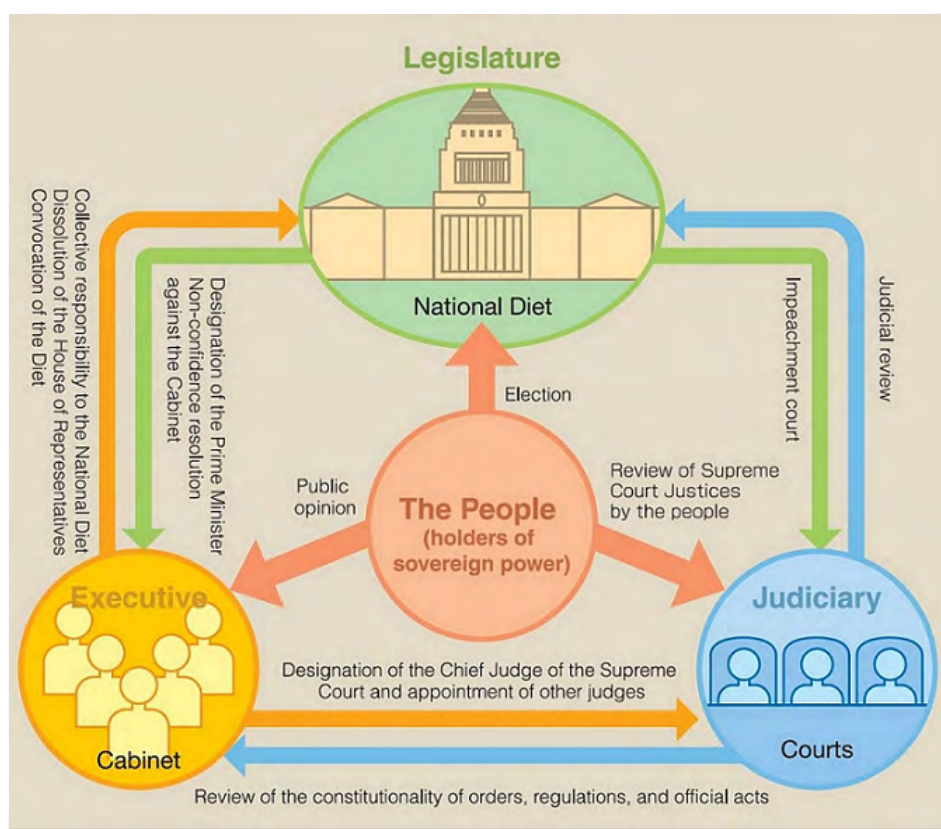 Legislature
National Diet
Collective responsibility to the National Diet
Dissolution of the House of Representatives
Convocation of the Diet
Designation of the Prime Minister
Non-confidence resolution
against the Cabinet
Impeachment court
Judicial review
Election
Public
opinion
The People
(holders of
sovereign power)
Review of Supreme
Court Justices
by the people
Executive
Cabinet
Judiciary
Courts
Designation of the Chief Judge of the Supreme
Court and appointment of other judges
Review of the constitutionality of orders, regulations, and official acts